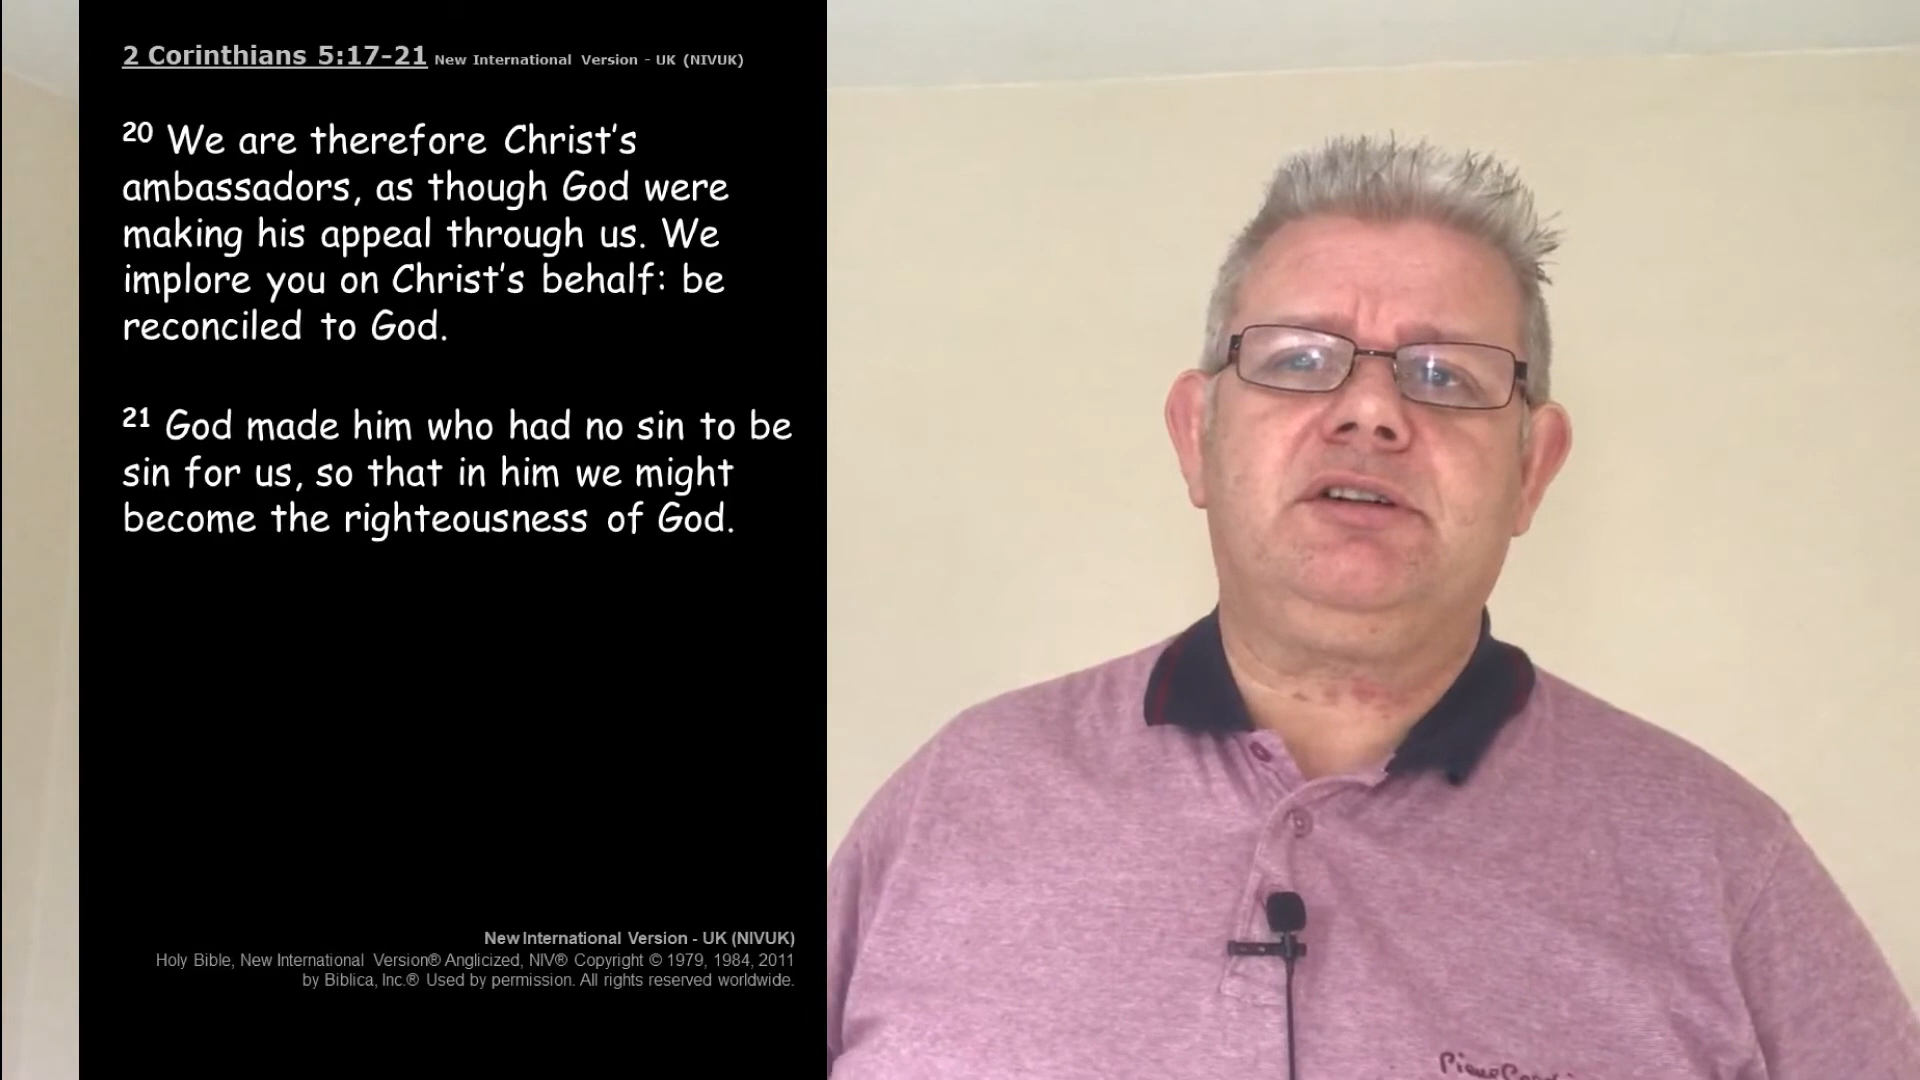 2 Corinthians 5:17-21 New International Version - UK (NIVUK)
20 We are therefore Christ's
ambassadors, as though God were
making his appeal through us. We
implore you on Christ's behalf: be
reconciled to God.
21 God made him who had no sin to be
sin for us, so that in him we might
become the righteousness of God.
New International Version - UK (NIVUK)
Holy Bible, New International Version® Anglicized, NIV® Copyright © 1979, 1984, 2011
by Biblica, Inc.® Used by permission. All rights reserved worldwide.